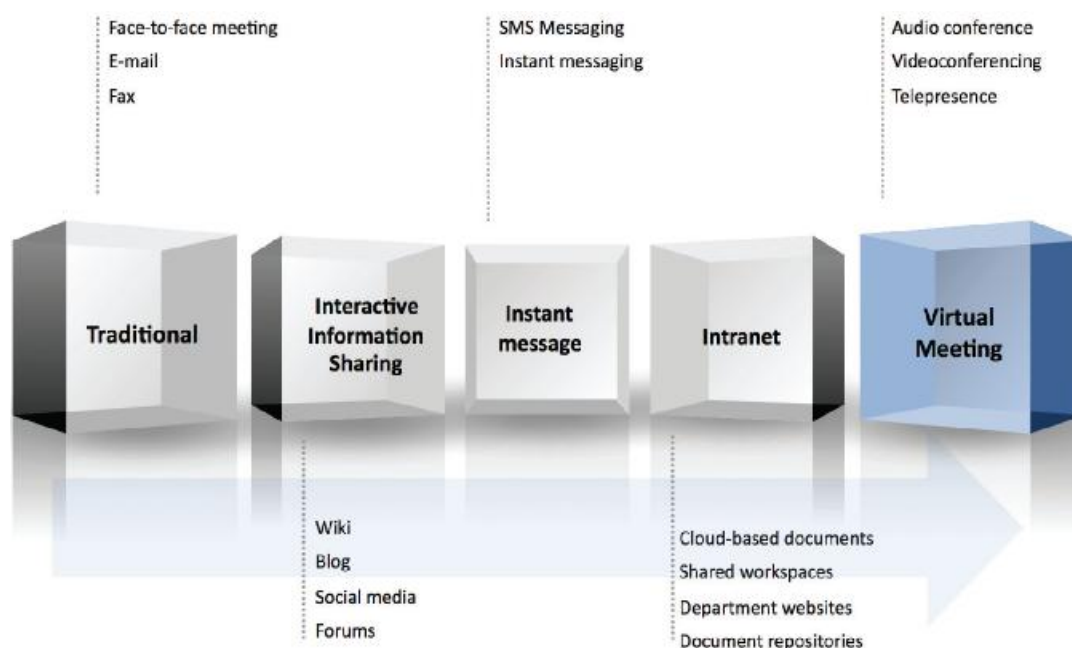 Face-to-face meeting
E-mail
Fax
SMS Messaging
Instant messaging
Audio conference
Videoconferencing
Telepresence
Traditional
Interactive
Information
Sharing
Instant
message
Intranet
Virtual
Meeting
Wiki
Blog
Social media
Forums
Cloud-based documents
Shared workspaces
Department websites
Document repositories